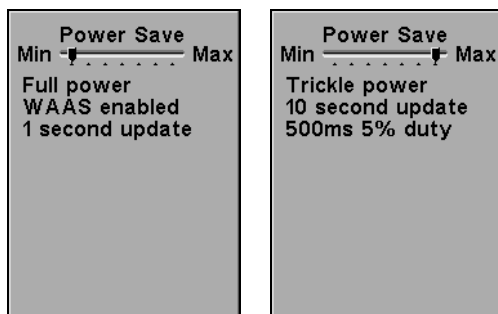 Power Save
Min Max
Full power
WAAS enabled
1 second update
Power Save
Min Max
Trickle power
10 second update
500ms 5% duty